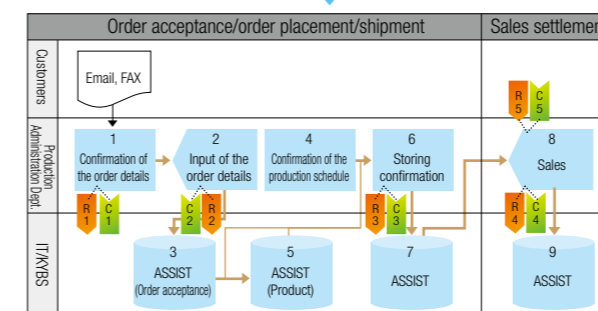 Order acceptance/order placement/shipment
Sales settlemen
Customers
Email, FAX
R
5
C
5
Production
Administration Dept.
1
Confirmation of
the order details
2
Input of the
order details
4
Confirmation of the
production schedule
6
Storing
confirmation
8
Sales
R
1
C
1
C
2
R
2
R
3
C
3
R
4
C
4
IT/KYBS
3
ASSIST
(Order acceptance)
5
ASSIST
(Product)
7
ASSIST
9
ASSIST